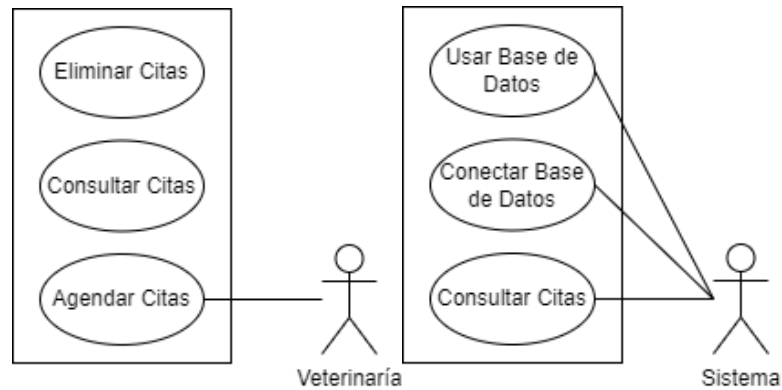 Eliminar Citas
Consultar Citas
Agendar Citas
Veterinaría
Usar Base de
Datos
Conectar Base
de Datos
Consultar Citas
Sistema